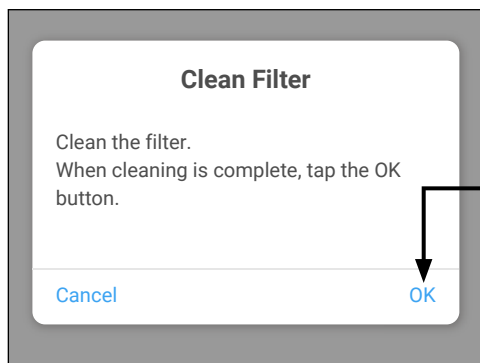 Clean Filter
Clean the filter.
When cleaning is complete, tap the OK
button.
Cancel
OK